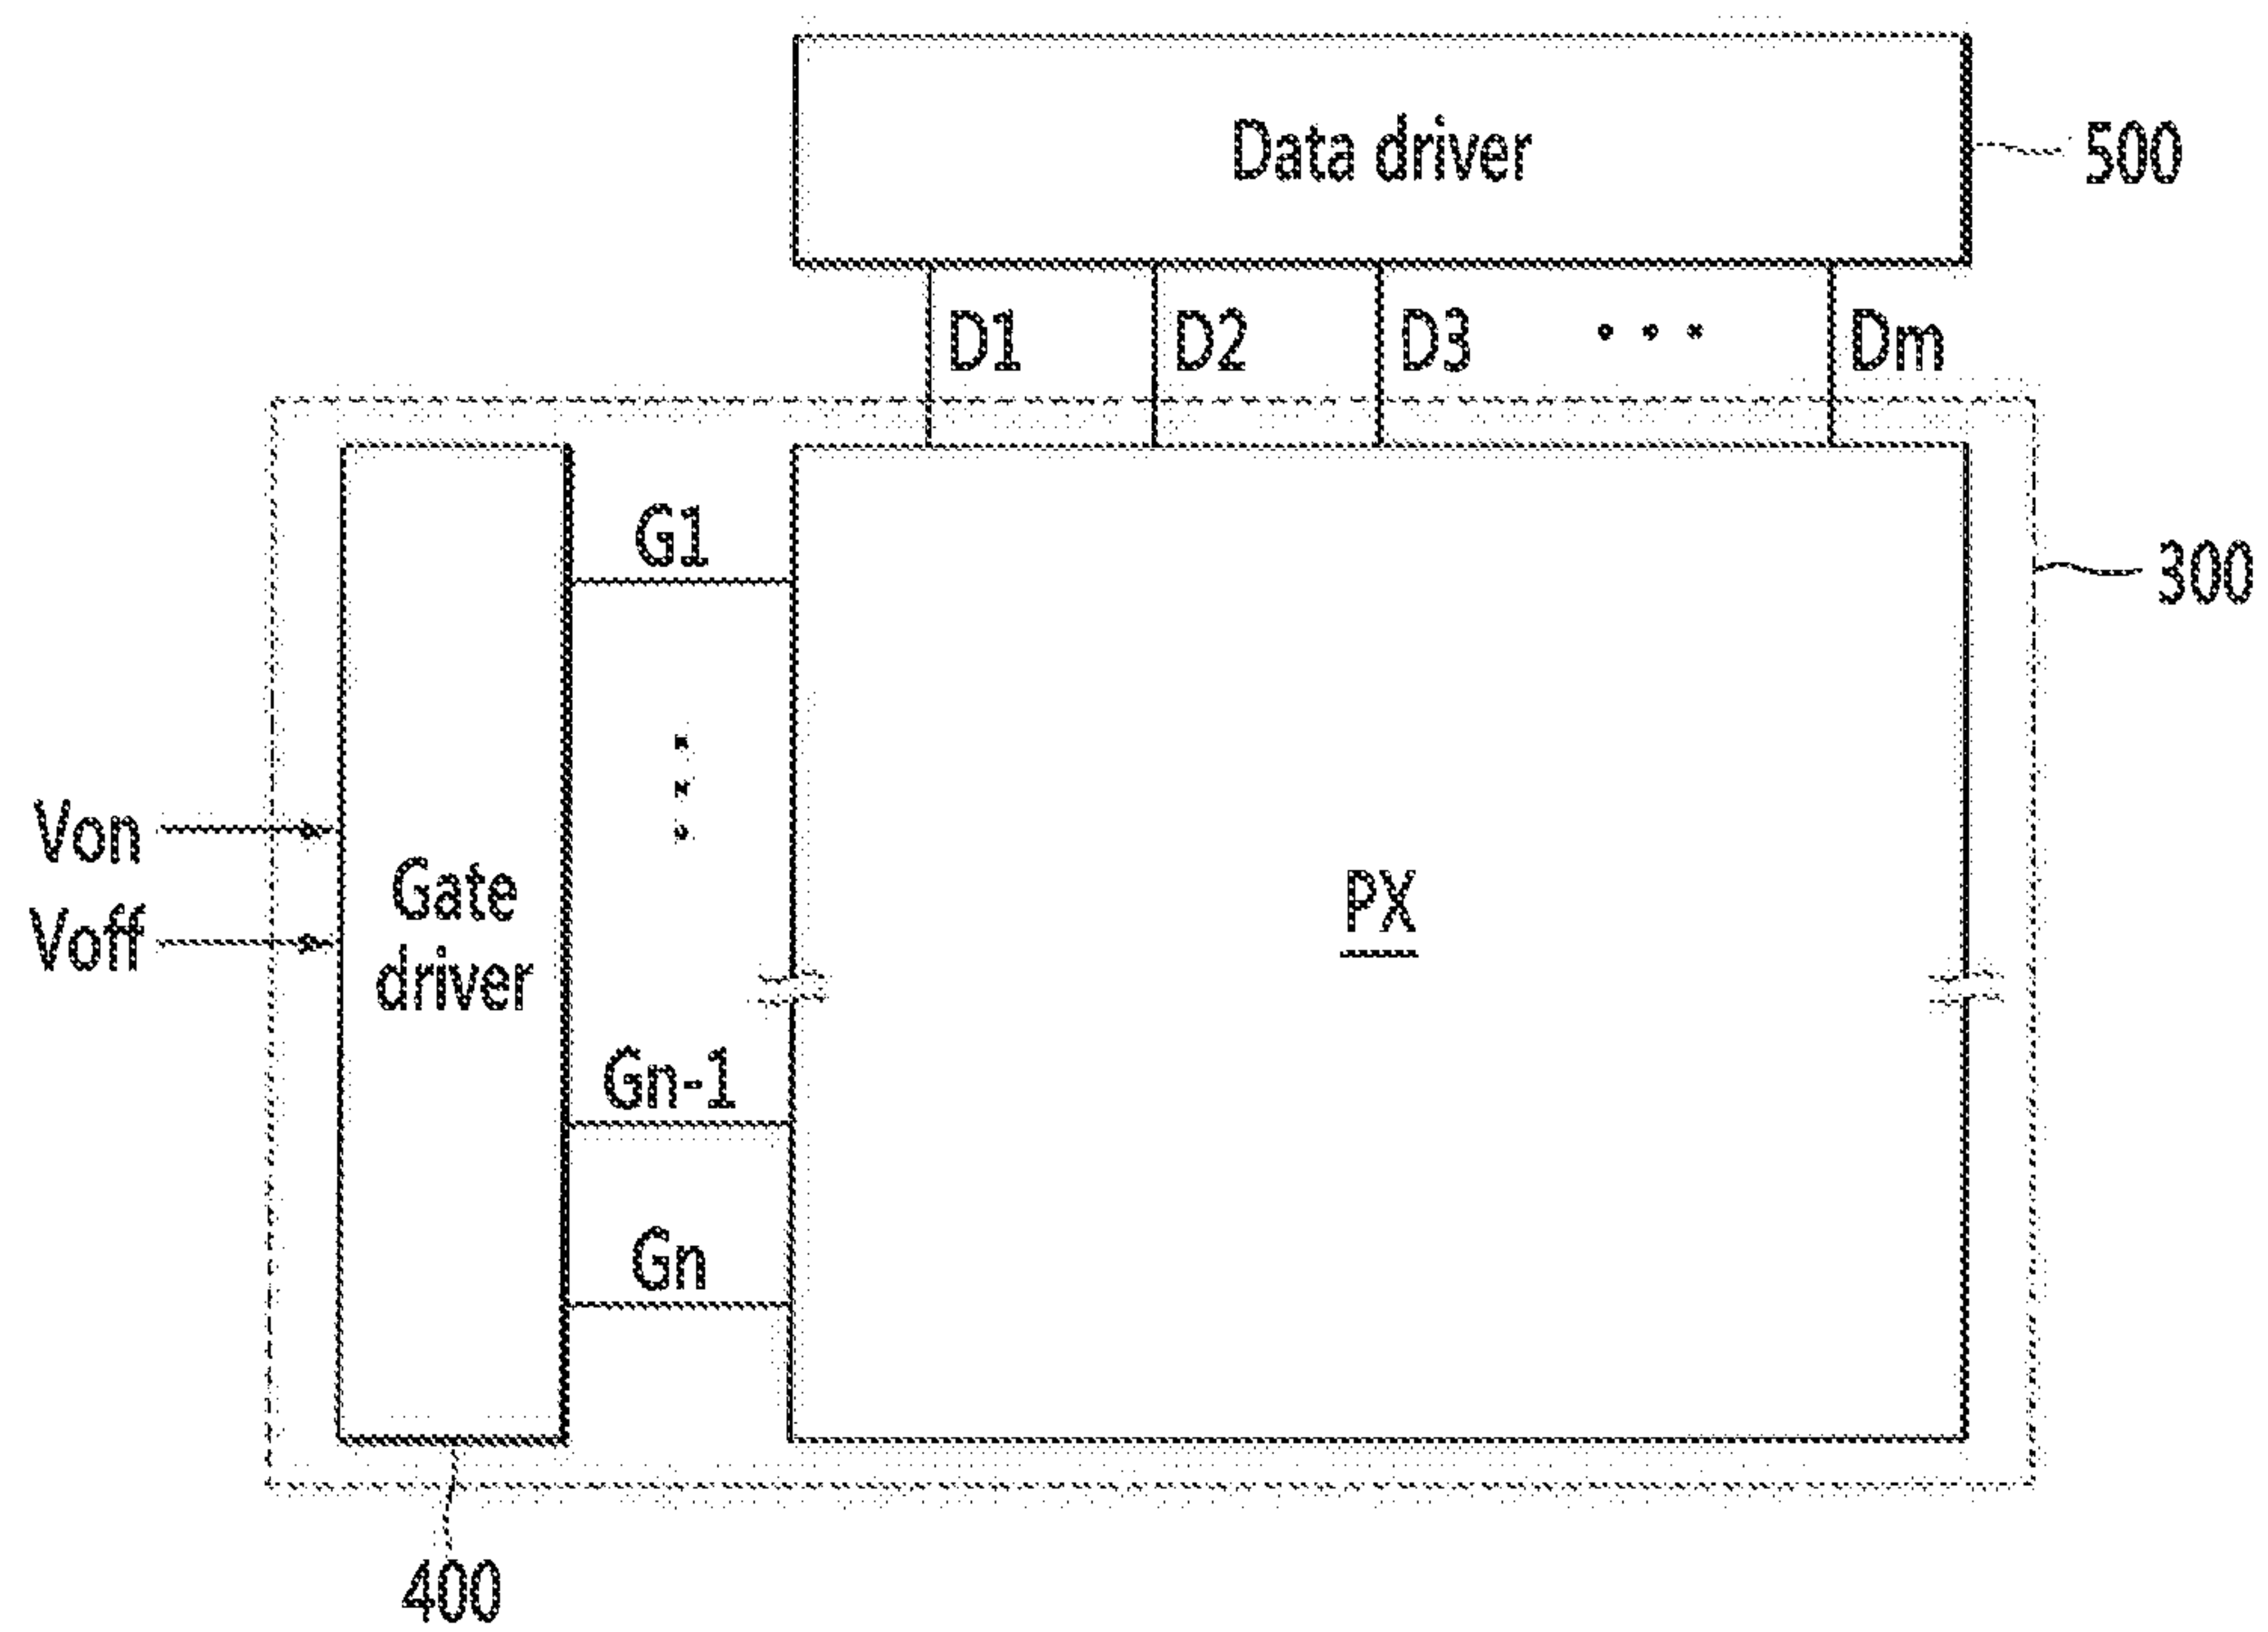 Data driver
500
D1
D2
D3
Dm
G1
300
Von
Voff
Gate
driver
PX
Gn-1
Gn
400